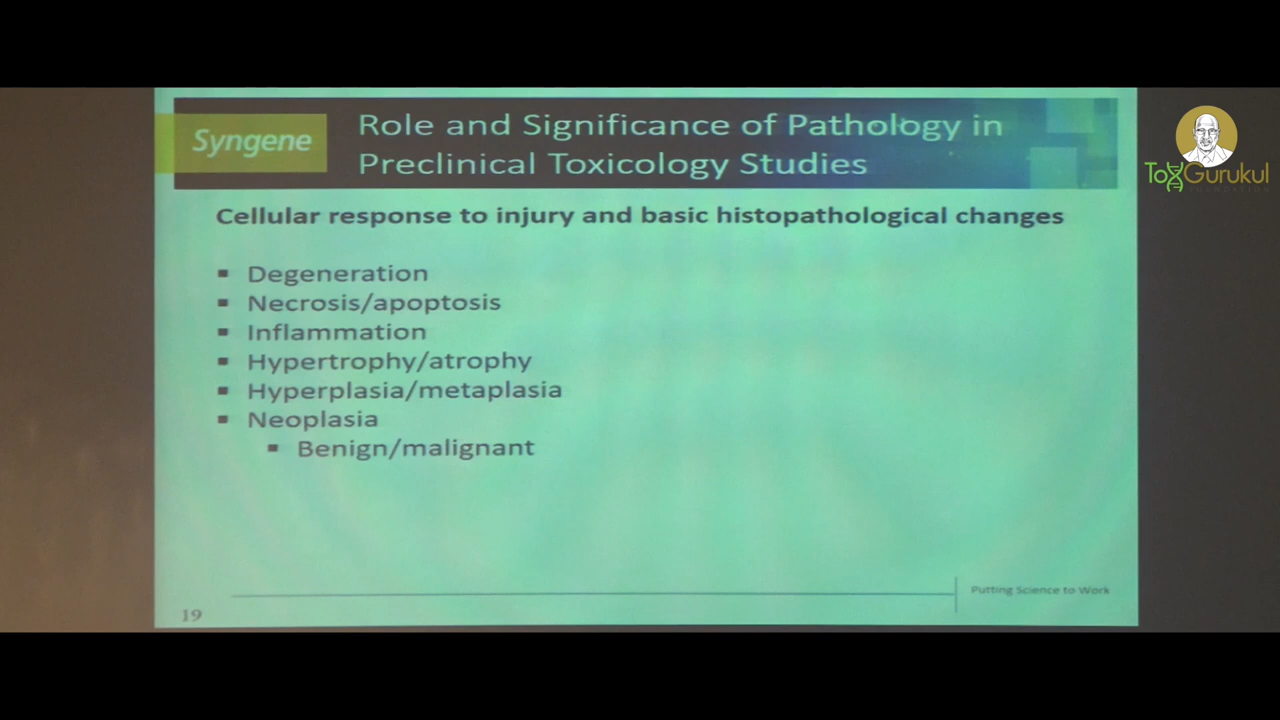 Syngene
Role and Significance of Pathology in
Preclinical Toxicology Studies
ToxGurukul
FOUNDATION
Cellular response to injury and basic histopathological changes
▪ Degeneration
▪ Necrosis/apoptosis
▪ Inflammation
▪ Hypertrophy/atrophy
▪ Hyperplasia/metaplasia
▪ Neoplasia
▪ Benign/malignant
Putting Science to Work
19